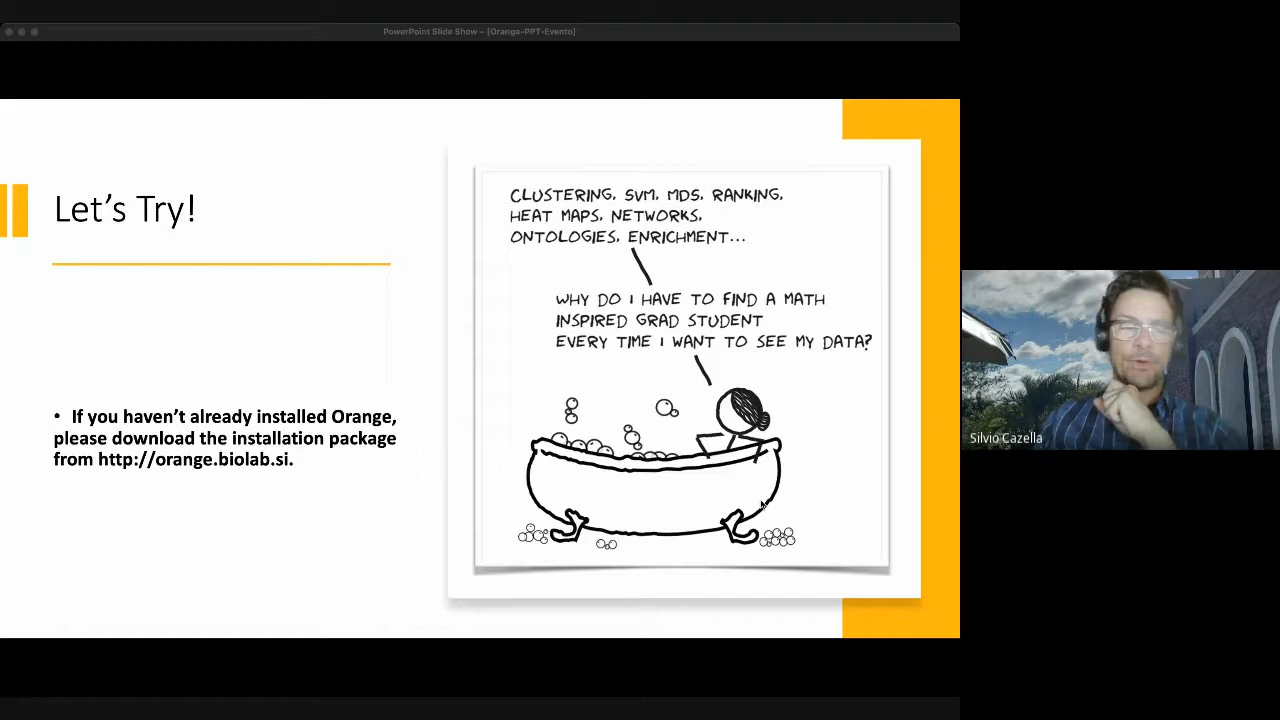 PowerPoint Slide Show – [Orange-PPT-Evento]
Let's Try!
• If you haven't already installed Orange,
please download the installation package
from http://orange.biolab.si.
CLUSTERING, SVM, MDS, RANKING,
HEAT MAPS, NETWORKS,
ONTOLOGIES, ENRICHMENT...
WHY DO I HAVE TO FIND A MATH
INSPIRED GRAD STUDENT
EVERY TIME I WANT TO SEE MY DATA?
Silvio Cazella